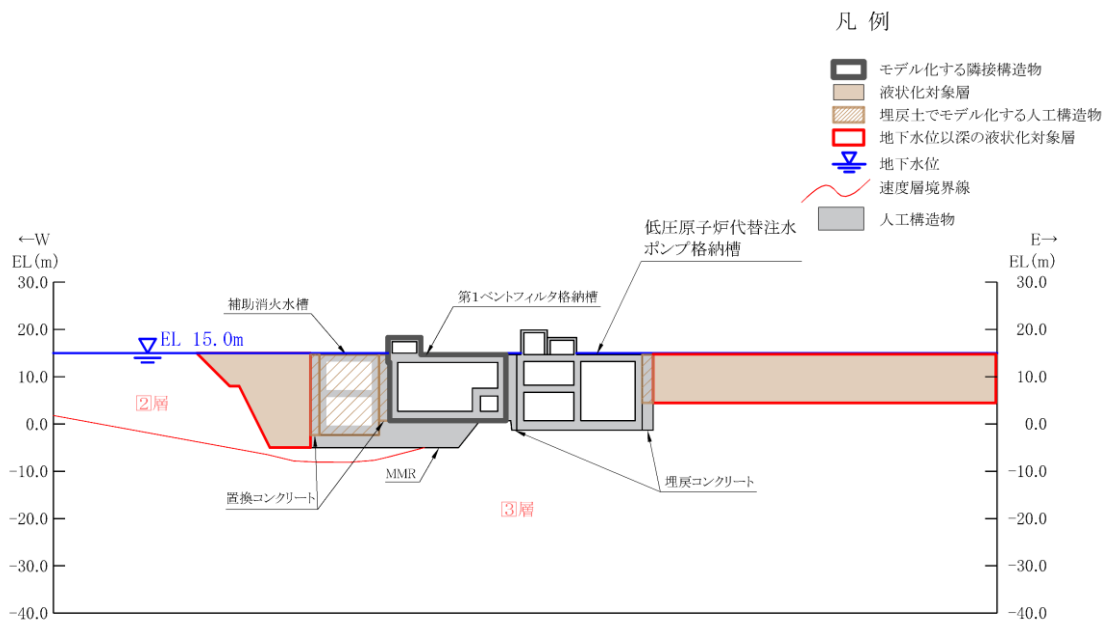 凡 例
モデル化する隣接構造物
液状化対象層
埋戻土でモデル化する人工構造物
地下水位以深の液状化対象層
地下水位
速度層境界線
人工構造物
低圧原子炉代替注水
ポンプ格納槽
←W
EL(m)
E→
EL(m)
30.0
30.0
補助消火水槽
第1ベントフィルタ格納槽
20.0
20.0
EL 15.0m
10.0
10.0
②層
0.0
0.0
-10.0
-10.0
MMR
置換コンクリート
埋戻コンクリート
③層
-20.0
-20.0
-30.0
-30.0
-40.0
-40.0